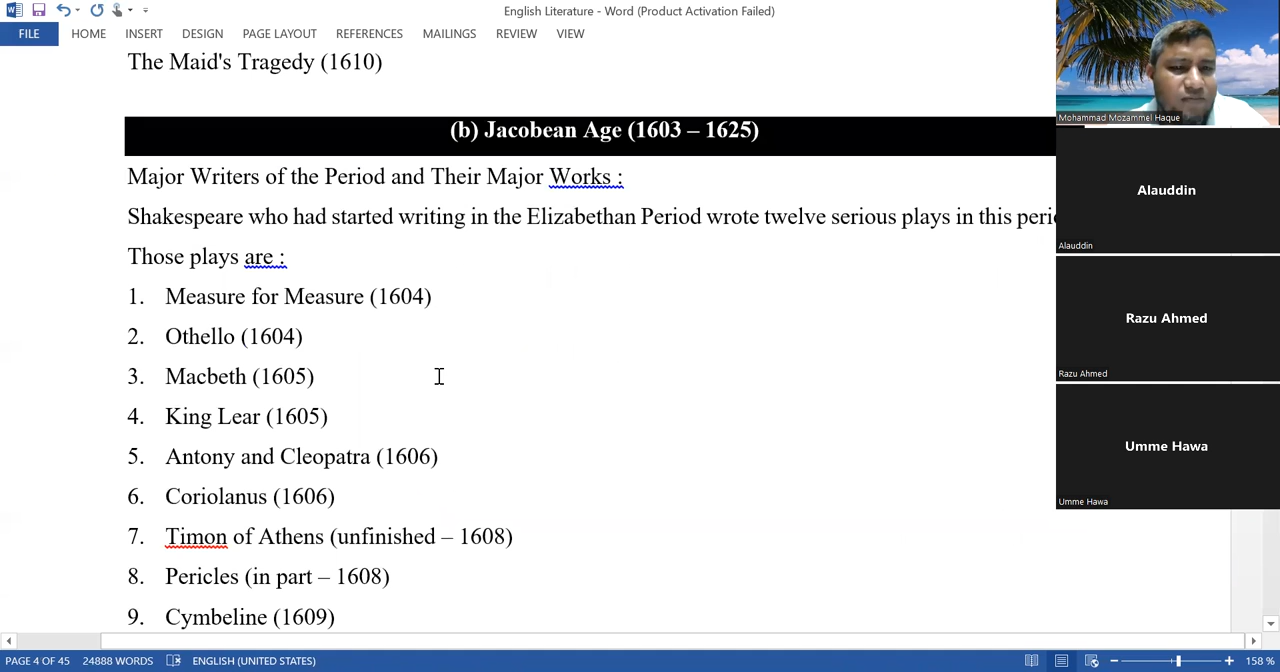 English Literature - Word (Product Activation Failed)
FILE HOME INSERT DESIGN PAGE LAYOUT REFERENCES MAILINGS REVIEW VIEW
The Maid's Tragedy (1610)
(b) Jacobean Age (1603 – 1625)
Major Writers of the Period and Their Major Works :
Shakespeare who had started writing in the Elizabethan Period wrote twelve serious plays in this
Those plays are :
1. Measure for Measure (1604)
2. Othello (1604)
3. Macbeth (1605)
4. King Lear (1605)
5. Antony and Cleopatra (1606)
6. Coriolanus (1606)
7. Timon of Athens (unfinished – 1608)
8. Pericles (in part – 1608)
9. Cymbeline (1609)
PAGE 4 OF 45 24888 WORDS ENGLISH (UNITED STATES) 158 %
Mohammad Mozammel Haque
Alauddin
Alauddin
Razu Ahmed
Razu Ahmed
Umme Hawa
Umme Hawa